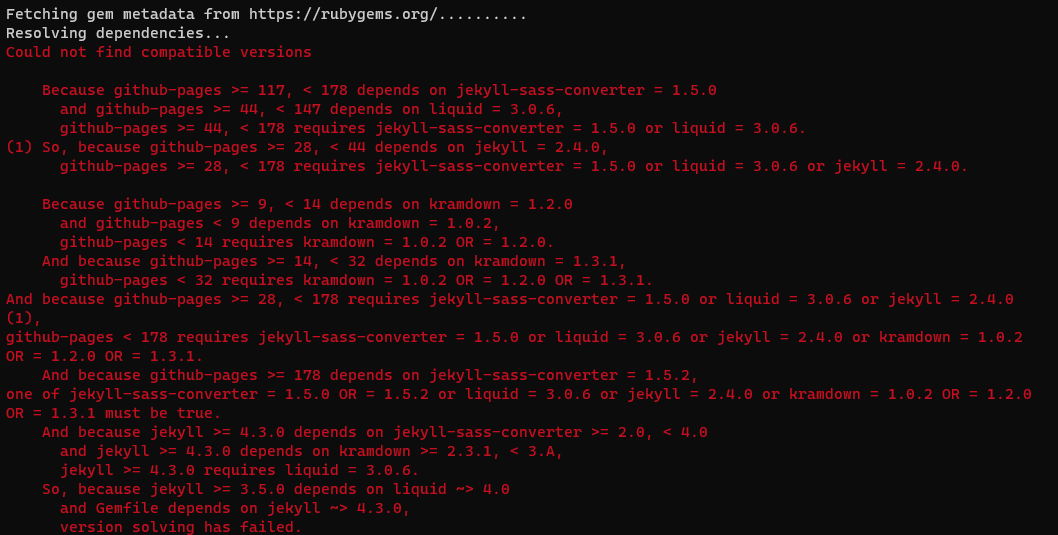 Fetching gem metadata from https://rubygems.org/..........
Resolving dependencies...
Could not find compatible versions
Because github-pages >= 117, < 178 depends on jekyll-sass-converter = 1.5.0
and github-pages >= 44, < 147 depends on liquid = 3.0.6,
github-pages >= 44, < 178 requires jekyll-sass-converter = 1.5.0 or liquid = 3.0.6.
(1) So, because github-pages >= 28, < 44 depends on jekyll = 2.4.0,
github-pages >= 28, < 178 requires jekyll-sass-converter = 1.5.0 or liquid = 3.0.6 or jekyll = 2.4.0.
Because github-pages >= 9, < 14 depends on kramdown = 1.2.0
and github-pages < 9 depends on kramdown = 1.0.2,
github-pages < 14 requires kramdown = 1.0.2 OR = 1.2.0.
And because github-pages >= 14, < 32 depends on kramdown = 1.3.1,
github-pages < 32 requires kramdown = 1.0.2 OR = 1.2.0 OR = 1.3.1.
And because github-pages >= 28, < 178 requires jekyll-sass-converter = 1.5.0 or liquid = 3.0.6 or jekyll = 2.4.0
(1),
github-pages < 178 requires jekyll-sass-converter = 1.5.0 or liquid = 3.0.6 or jekyll = 2.4.0 or kramdown = 1.0.2
OR = 1.2.0 OR = 1.3.1.
And because github-pages >= 178 depends on jekyll-sass-converter = 1.5.2,
one of jekyll-sass-converter = 1.5.0 OR = 1.5.2 or liquid = 3.0.6 or jekyll = 2.4.0 or kramdown = 1.0.2 OR = 1.2.0
OR = 1.3.1 must be true.
And because jekyll >= 4.3.0 depends on jekyll-sass-converter >= 2.0, < 4.0
and jekyll >= 4.3.0 depends on kramdown >= 2.3.1, < 3.A,
jekyll >= 4.3.0 requires liquid = 3.0.6.
So, because jekyll >= 3.5.0 depends on liquid ~> 4.0
and Gemfile depends on jekyll ~> 4.3.0,
version solving has failed.